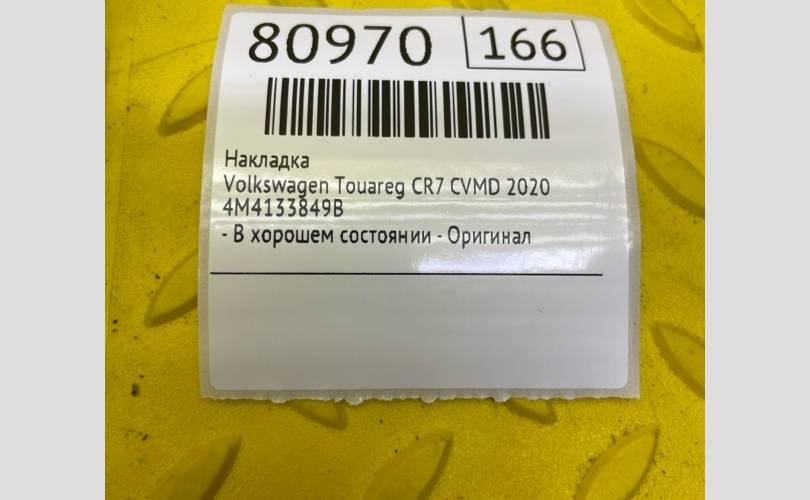 80970 166
Накладка
Volkswagen Touareg CR7 CVMD 2020
4M4133849B
- В хорошем состоянии - Оригинал